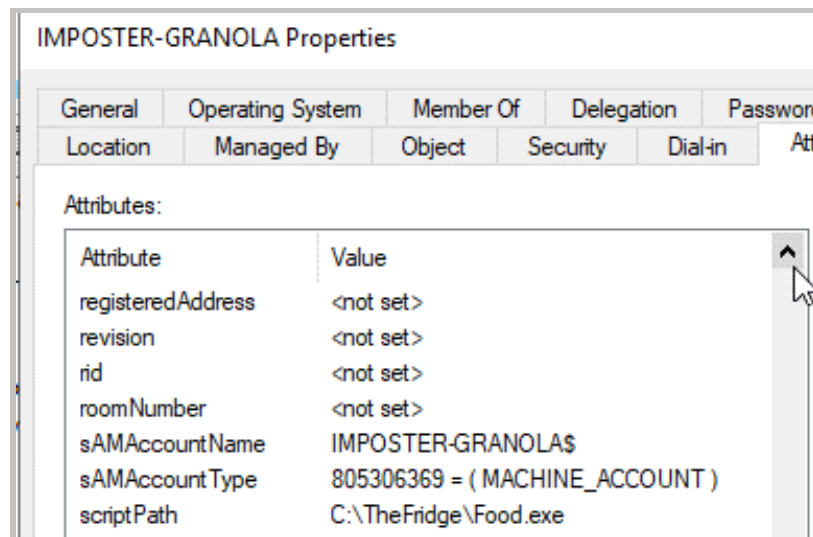 IMPOSTER-GRANOLA Properties
General Operating System Member Of Delegation
Location Managed By Object Security Dial-in
Attributes:
Attribute Value
registeredAddress <not set>
revision <not set>
rid <not set>
roomNumber <not set>
sAMAccountName IMPOSTER-GRANOLA$
sAMAccountType 805306369 = ( MACHINE_ACCOUNT )
scriptPath C:\TheFridge\Food.exe